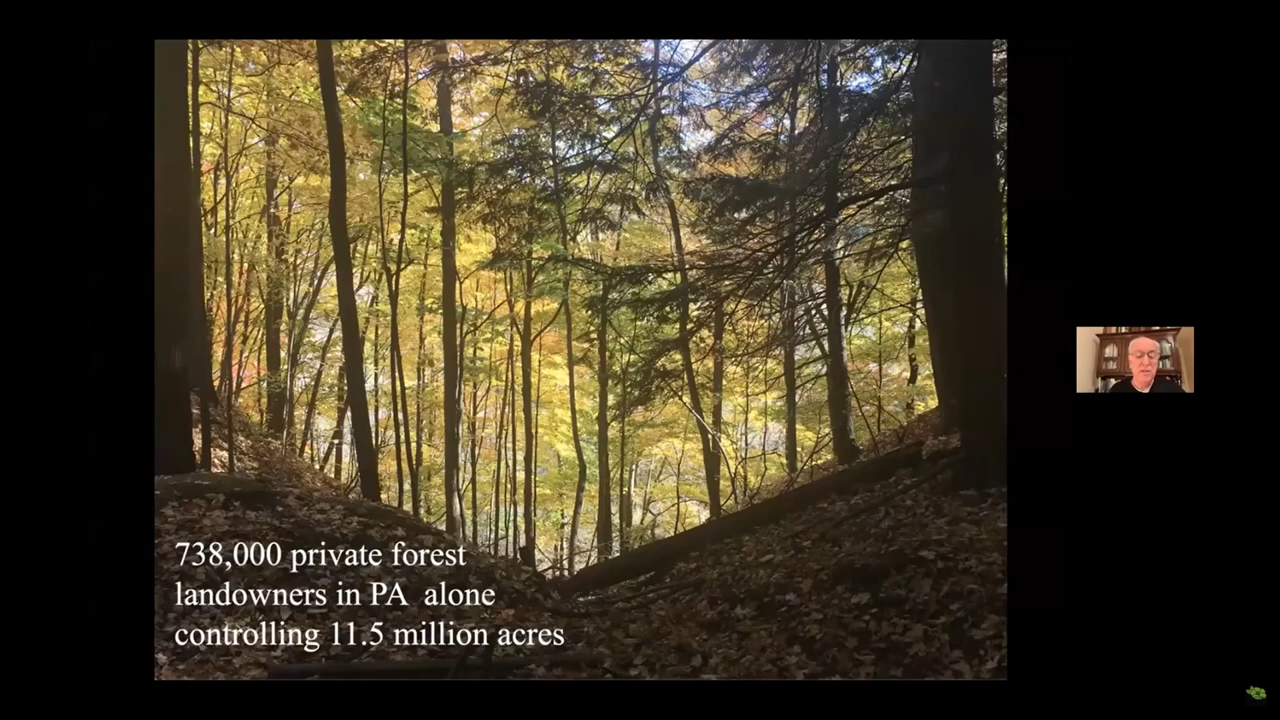 738,000 private forest
landowners in PA alone
controlling 11.5 million acres